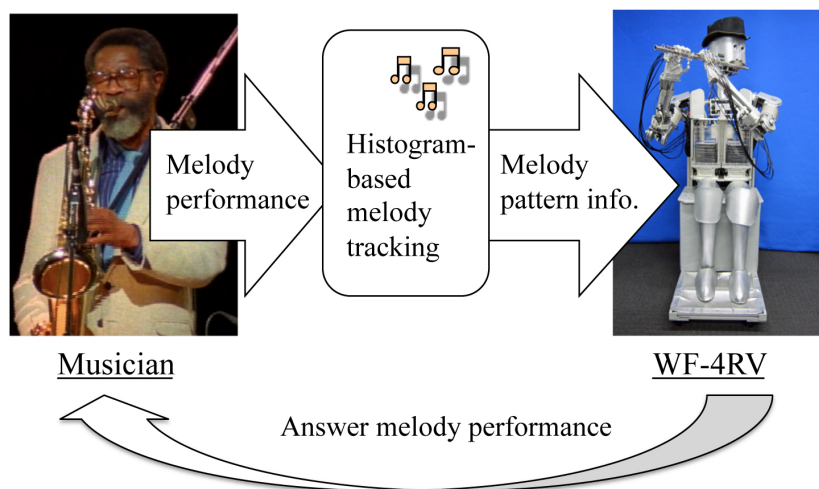 Melody
performance
Histogram-
based
melody
tracking
Melody
pattern info.
Musician
WF-4RV
Answer melody performance